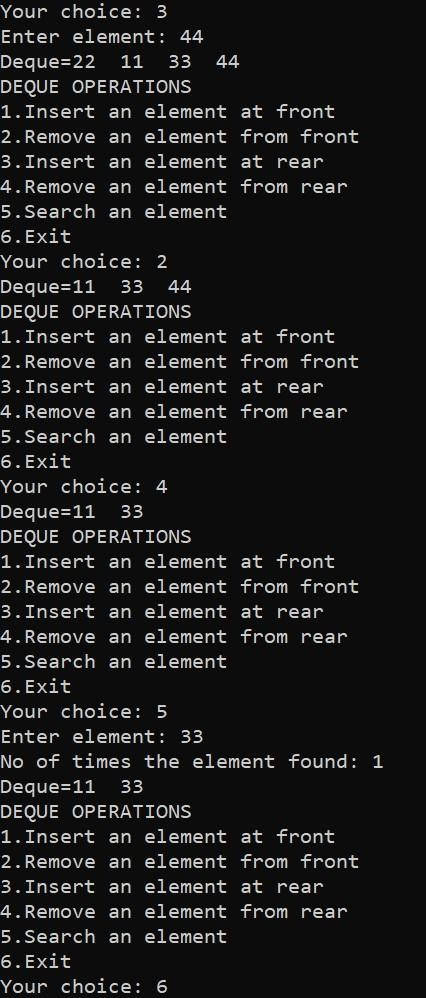 Your choice: 3
Enter element: 44
Deque=22  11  33  44
DEQUE OPERATIONS
1.Insert an element at front
2.Remove an element from front
3.Insert an element at rear
4.Remove an element from rear
5.Search an element
6.Exit
Your choice: 2
Deque=11  33  44
DEQUE OPERATIONS
1.Insert an element at front
2.Remove an element from front
3.Insert an element at rear
4.Remove an element from rear
5.Search an element
6.Exit
Your choice: 4
Deque=11  33
DEQUE OPERATIONS
1.Insert an element at front
2.Remove an element from front
3.Insert an element at rear
4.Remove an element from rear
5.Search an element
6.Exit
Your choice: 5
Enter element: 33
No of times the element found: 1
Deque=11  33
DEQUE OPERATIONS
1.Insert an element at front
2.Remove an element from front
3.Insert an element at rear
4.Remove an element from rear
5.Search an element
6.Exit
Your choice: 6